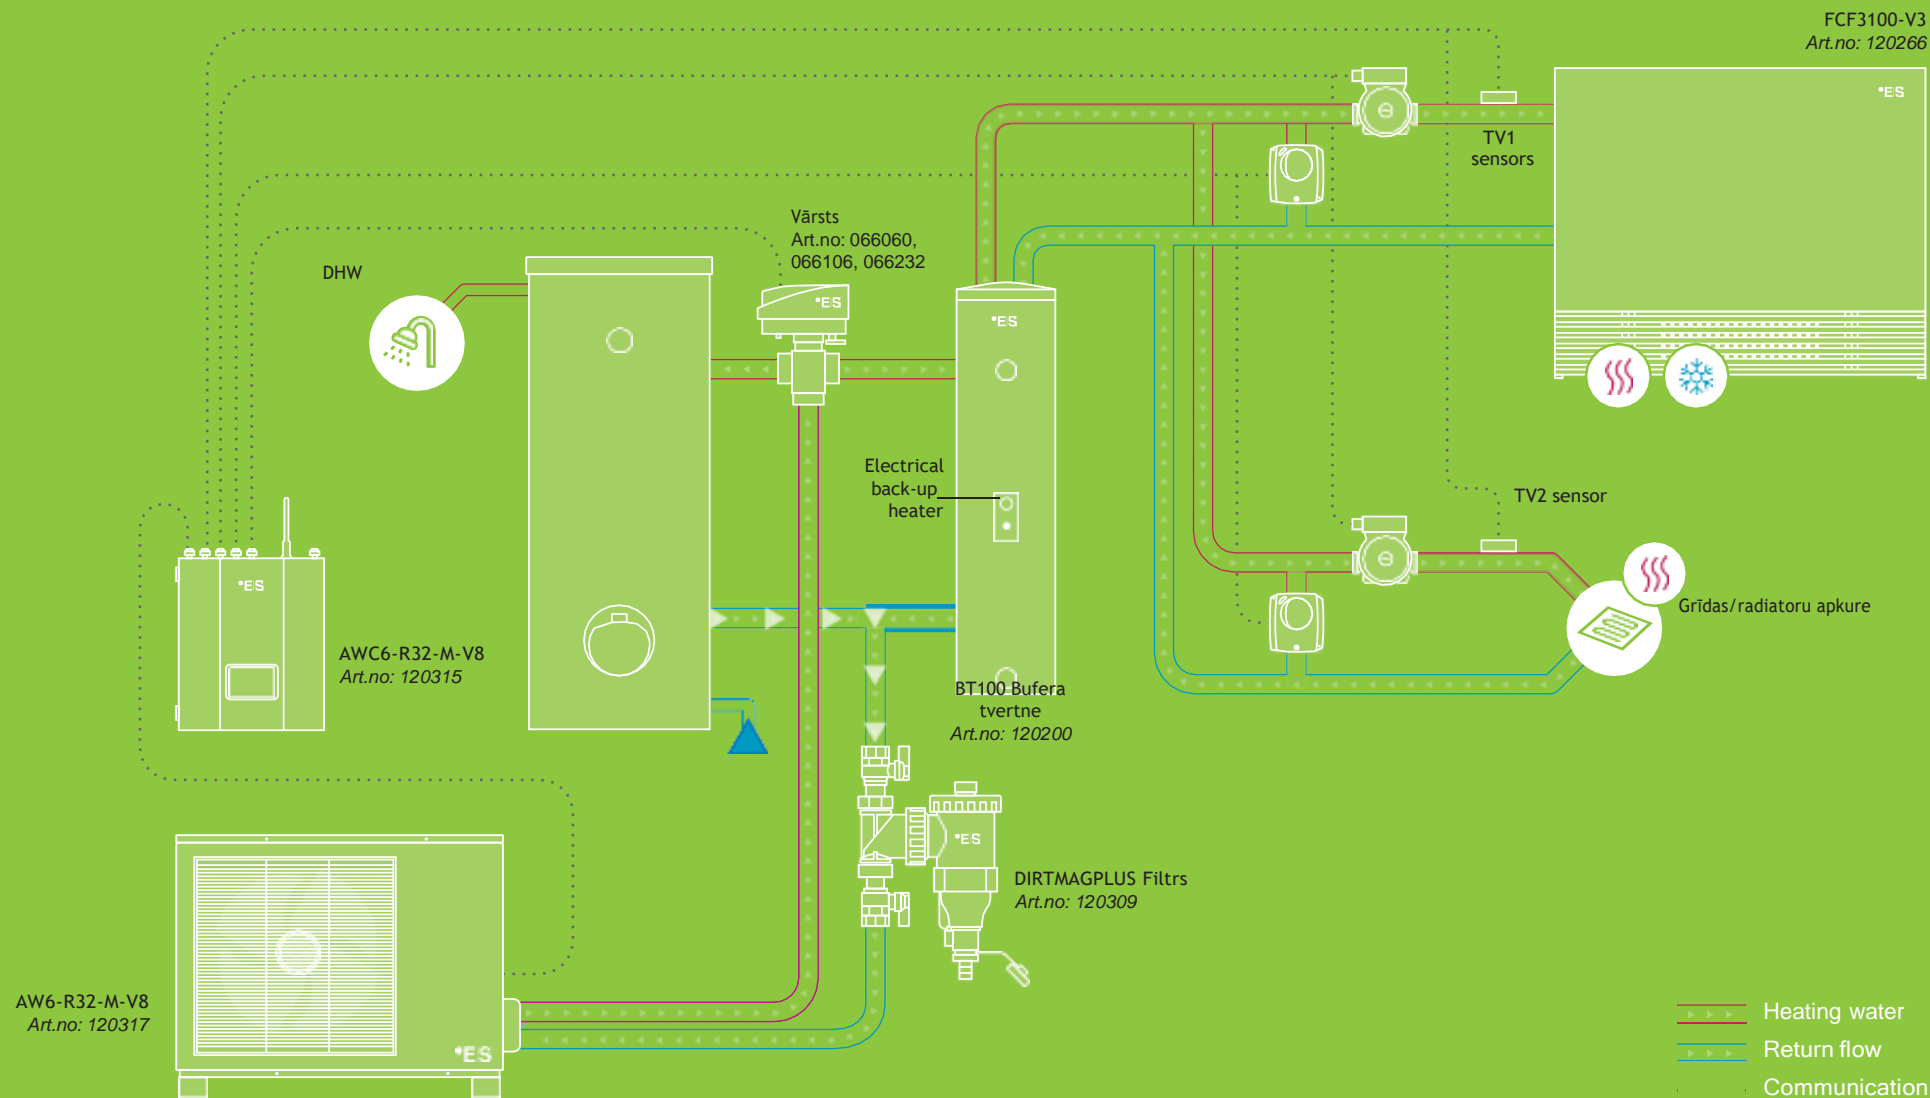 FCF3100-V3
Art.no: 120266
°ES
TV1
sensors
Vārsts
Art.no: 066060,
066106, 066232
DHW
°ES
°ES
Electrical
back-up
heater
TV2 sensor
°ES
Grīdas/radiatoru apkure
AWC6-R32-M-V8
Art.no: 120315
BT100 Bufera
tvertne
Art.no: 120200
°ES
DIRTMAGPLUS Filtrs
Art.no: 120309
AW6-R32-M-V8
Art.no: 120317
°ES
Heating water
Return flow
Communication